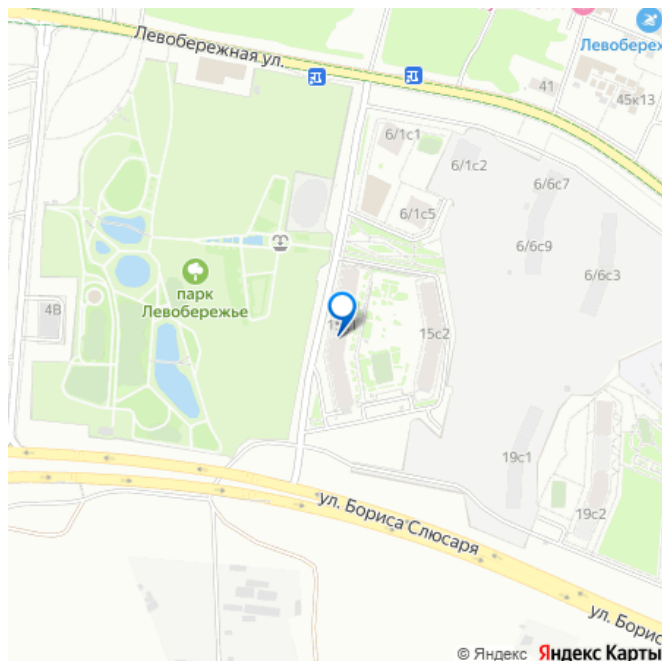 Левобережная ул.
Левобереж
41
45к13
6/1с1
6/1с2
6/6с7
6/1с5
6/6с9
6/6с3
парк
Левобережье
4В
15с2
19с1
19с2
ул. Бориса Слюсаря
ул. Борис
© Яндекс Яндекс Карты